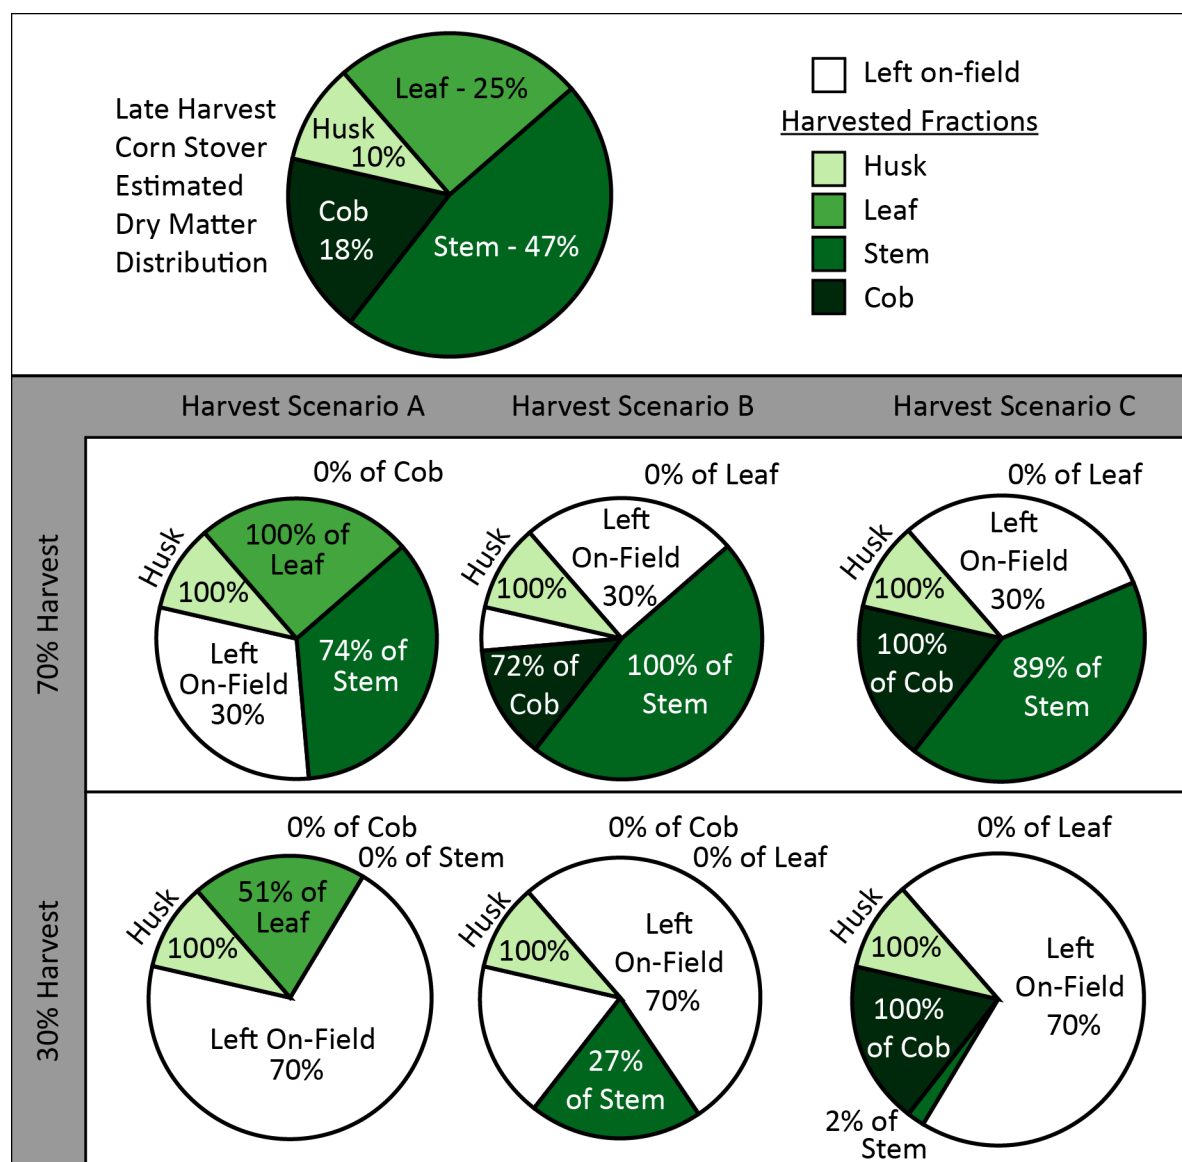 Late Harvest
Corn Stover
Estimated
Dry Matter
Distribution
Leaf - 25%
Husk
10%
Cob
18%
Stem - 47%
Left on-field
Harvested Fractions
Husk
Leaf
Stem
Cob
Harvest Scenario A
Harvest Scenario B
Harvest Scenario C
70% Harvest
0% of Cob
Husk
100%
100% of
Leaf
74% of
Stem
Left
On-Field
30%
0% of Leaf
Husk
100%
Left
On-Field
30%
72% of
Cob
100% of
Stem
0% of Leaf
Husk
100%
Left
On-Field
30%
100%
of Cob
89% of
Stem
30% Harvest
0% of Cob
0% of Stem
Husk
100%
51% of
Leaf
Left On-Field
70%
0% of Cob
0% of Leaf
Husk
100%
Left
On-Field
70%
27%
of Stem
0% of Leaf
Husk
100%
Left
On-Field
70%
100%
of Cob
2% of
Stem